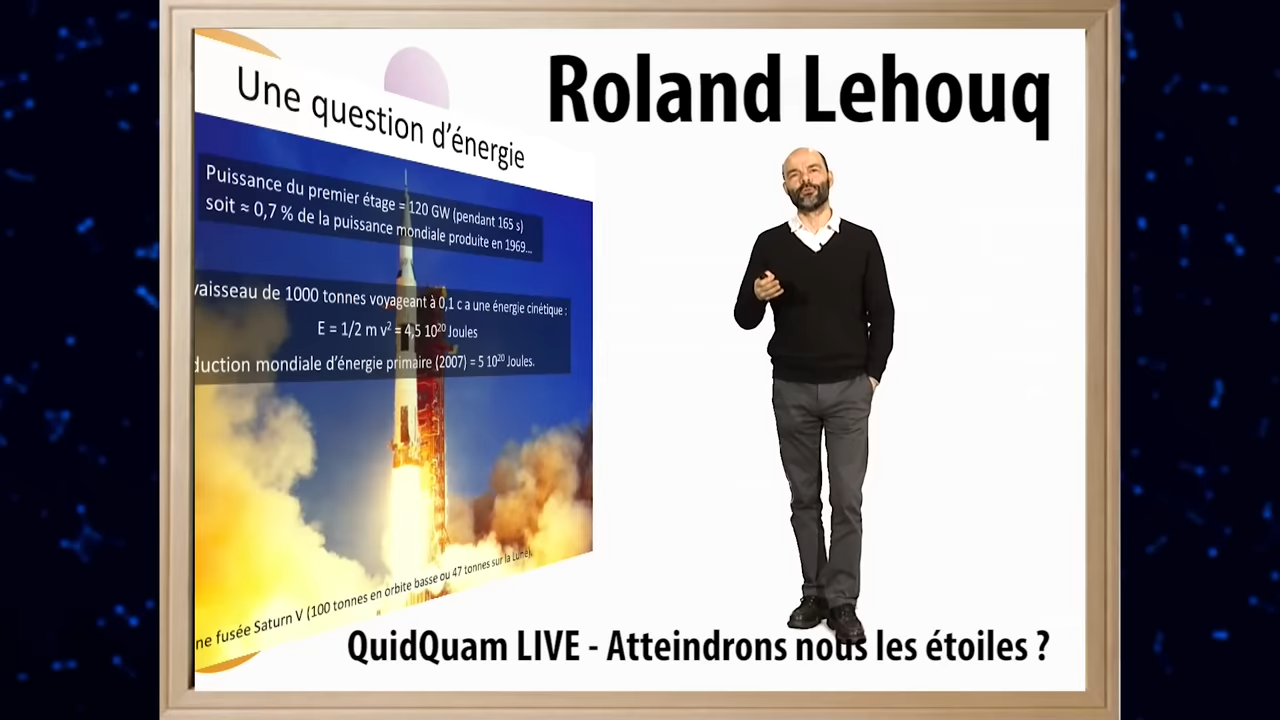 Roland Lehouq
Une question d'énergie
Puissance du premier étage = 120 GW (pendant 165 s)
soit ≈ 0,7 % de la puissance mondiale produite en 1969...
vaisseau de 1000 tonnes voyageant à 0,1 c a une énergie cinétique :
E = 1/2 m v² = 4,5 10²⁰ Joules
duction mondiale d'énergie primaire (2007) = 5 10²⁰ Joules.
ne fusée Saturn V (100 tonnes en orbite basse ou 47 tonnes sur la Lune).
QuidQuam LIVE - Atteindrons nous les étoiles ?